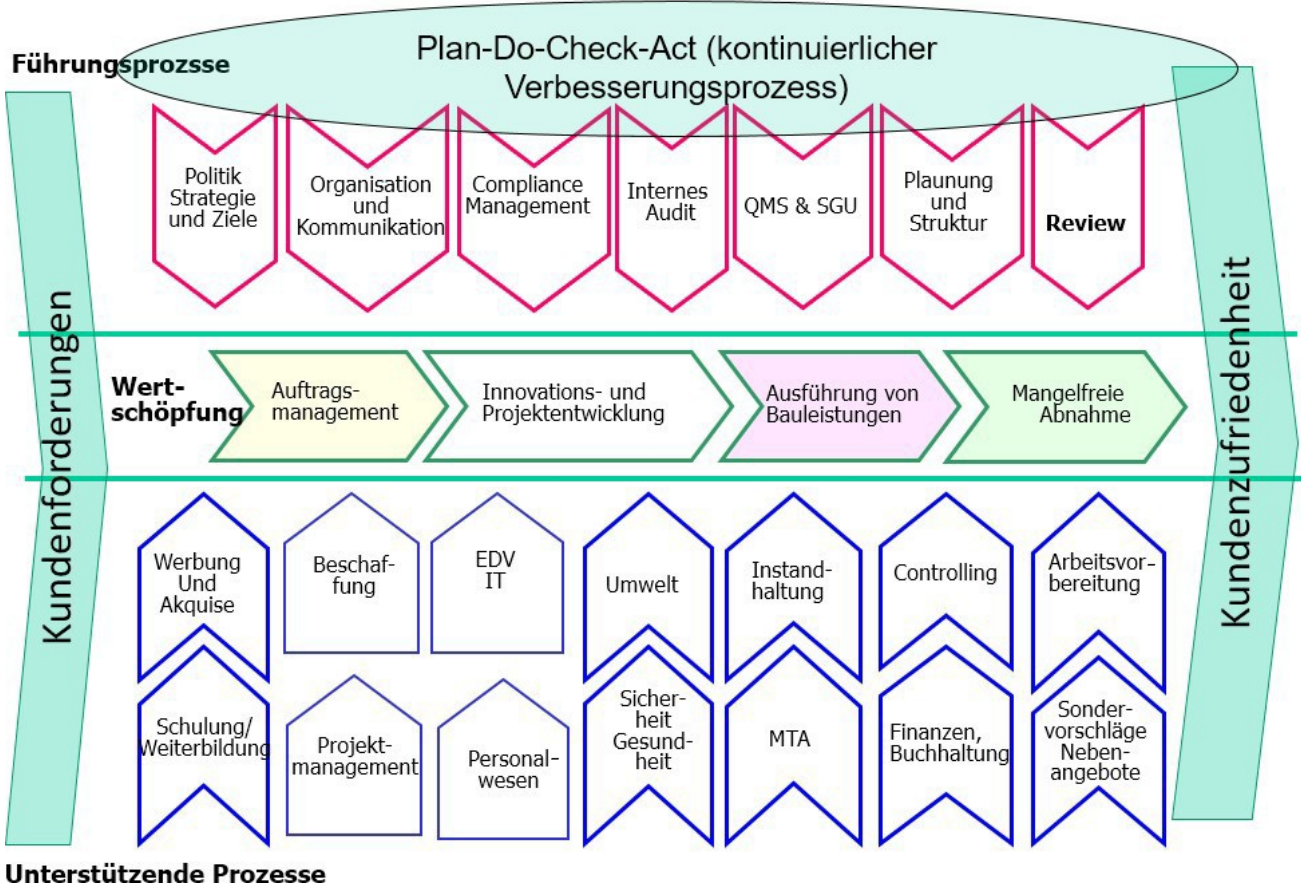 Plan-Do-Check-Act (kontinuierlicher
Verbesserungsprozess)
Führungsprozsse
Politik
Strategie
und Ziele
Organisation
und
Kommunikation
Compliance
Management
Internes
Audit
QMS & SGU
Plaunung
und
Struktur
Review
Kundenforderungen
Kundenzufriedenheit
Wert-
schöpfung
Auftrags-
management
Innovations- und
Projektentwicklung
Ausführung von
Bauleistungen
Mangelfreie
Abnahme
Werbung
Und
Akquise
Beschaf-
fung
EDV
IT
Umwelt
Instand-
haltung
Controlling
Arbeitsvor-
bereitung
Schulung/
Weiterbildung
Projekt-
management
Personal-
wesen
Sicher-
heit
Gesund-
heit
MTA
Finanzen,
Buchhaltung
Sonder-
vorschläge
Neben-
angebote
Unterstützende Prozesse